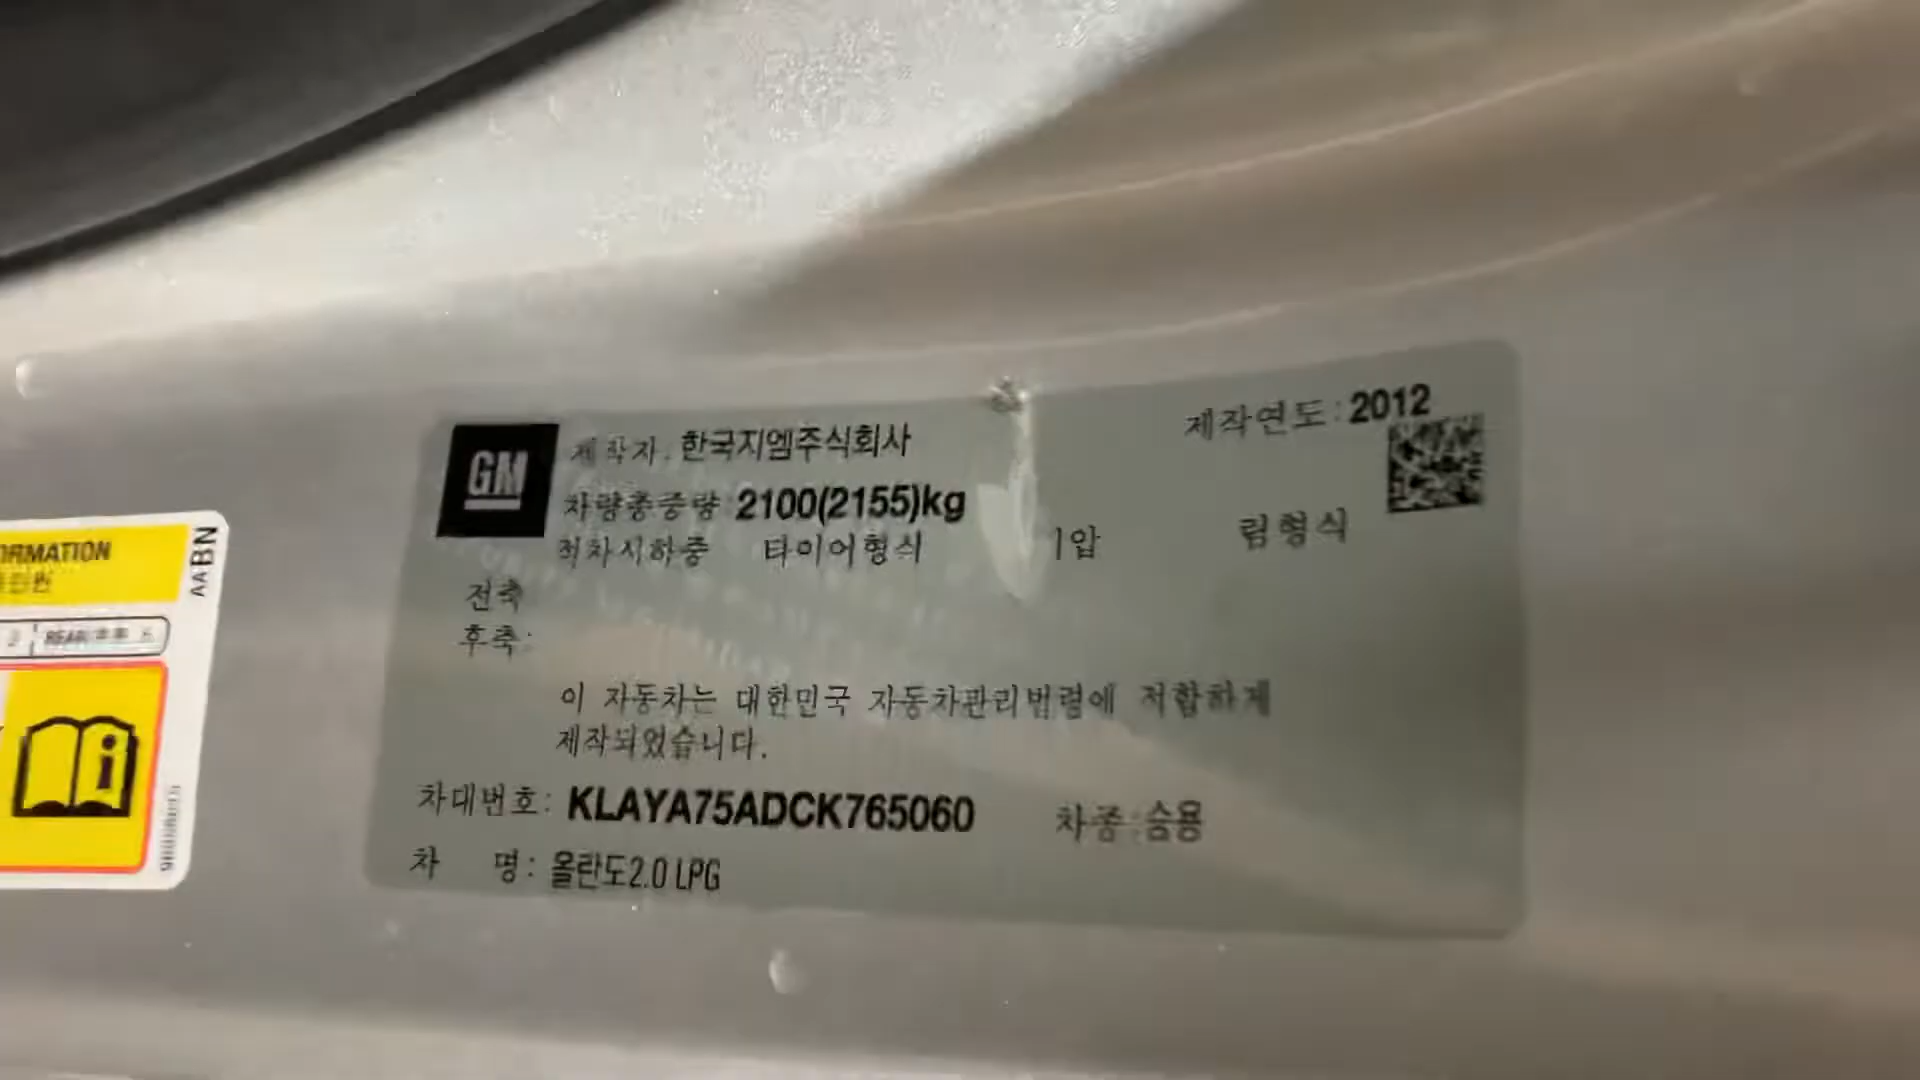 GM
제작자: 한국지엠주식회사
제작연도: 2012
차량총중량 2100(2155)kg
적차시하중 타이어형식 림형식
전축
후축:
이 자동차는 대한민국 자동차관리법령에 적합하게
제작되었습니다.
차대번호: KLAYA75ADCK765060 차종:승용
차 명: 올란도2.0 LPG
ORMATION
AABN
REAR